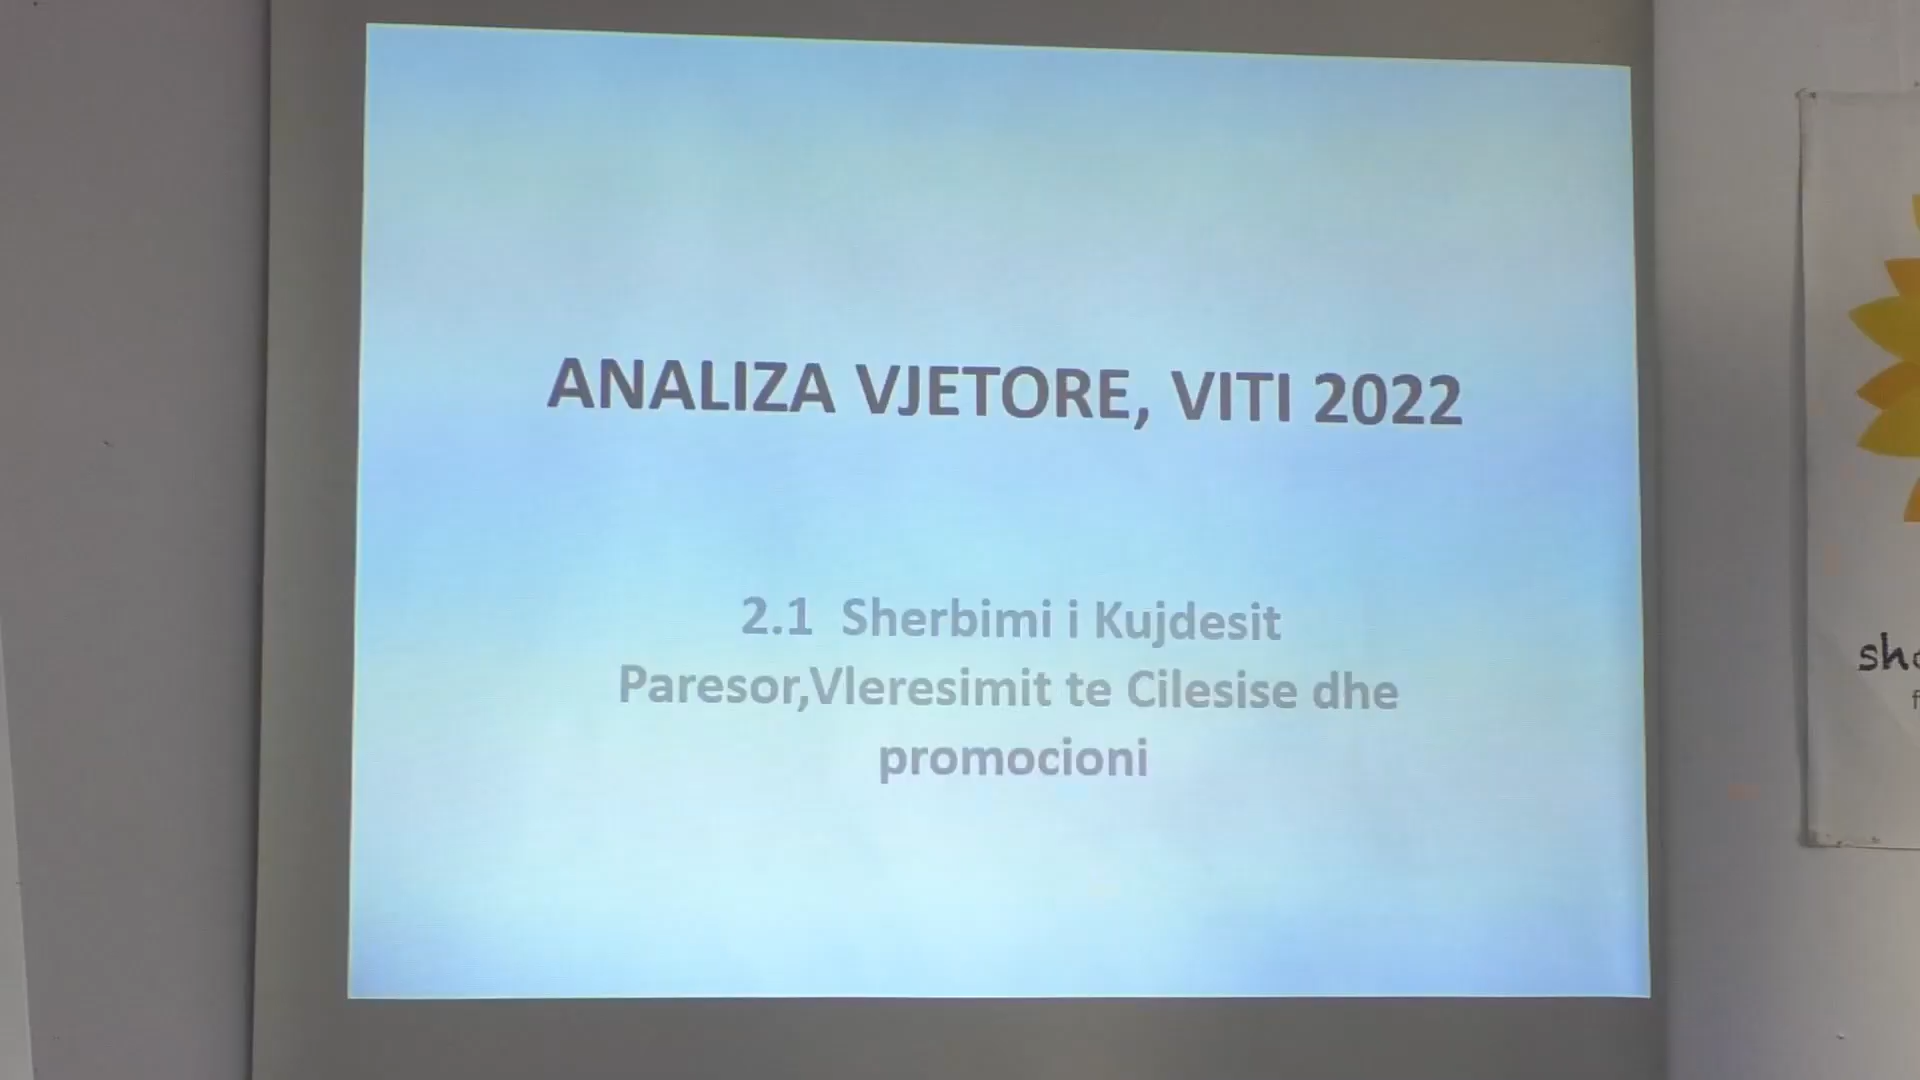 ANALIZA VJETORE, VITI 2022
2.1 Sherbimi i Kujdesit
Paresor,Vleresimit te Cilesise dhe
promocioni